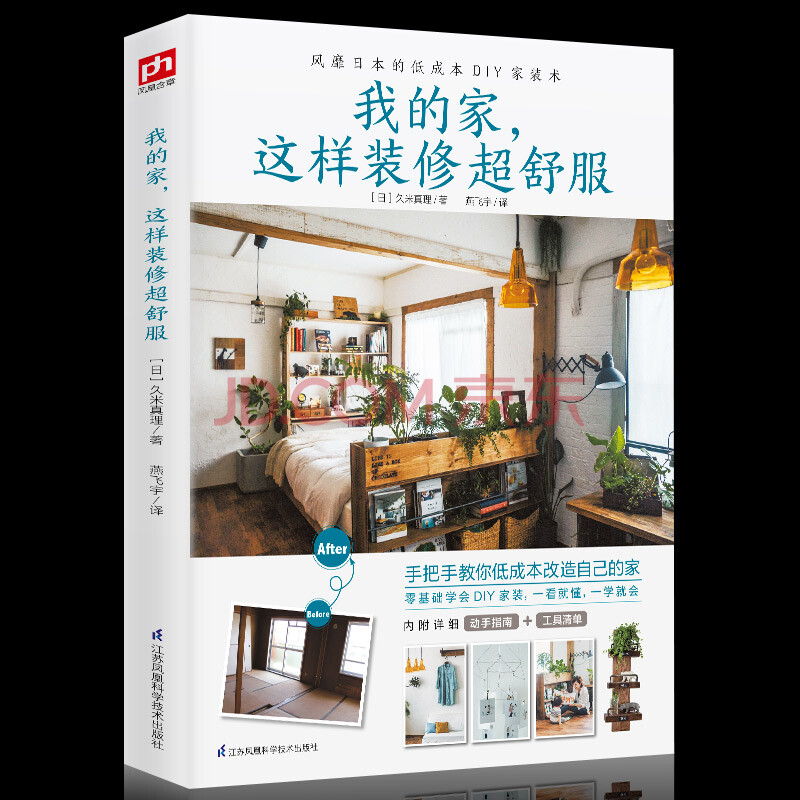 ph
凤凰含章
我的家，这样装修超舒服
［日］久米真理/著
燕飞宇/译
江苏凤凰科学技术出版社
风靡日本的低成本DIY家装术
我的家，
这样装修超舒服
［日］久米真理/著 燕飞宇/译
JD.COM 京东
After
Before
手把手教你低成本改造自己的家
零基础学会DIY家装，一看就懂，一学就会
内附详细 动手指南 + 工具清单
江苏凤凰科学技术出版社